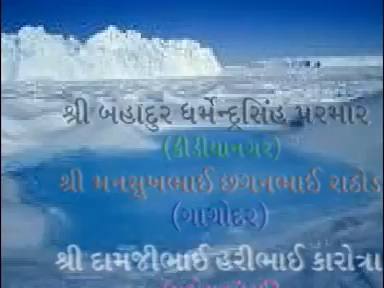 શ્રી બહાદુર ધર્મેન્દ્રસિંહ પરમાર
(કીડીયાનગર)
શ્રી મનસુખભાઈ છગનભાઈ રાઠોડ
(ગાગોદર)
શ્રી દામજીભાઈ હરીભાઈ કારોત્રા